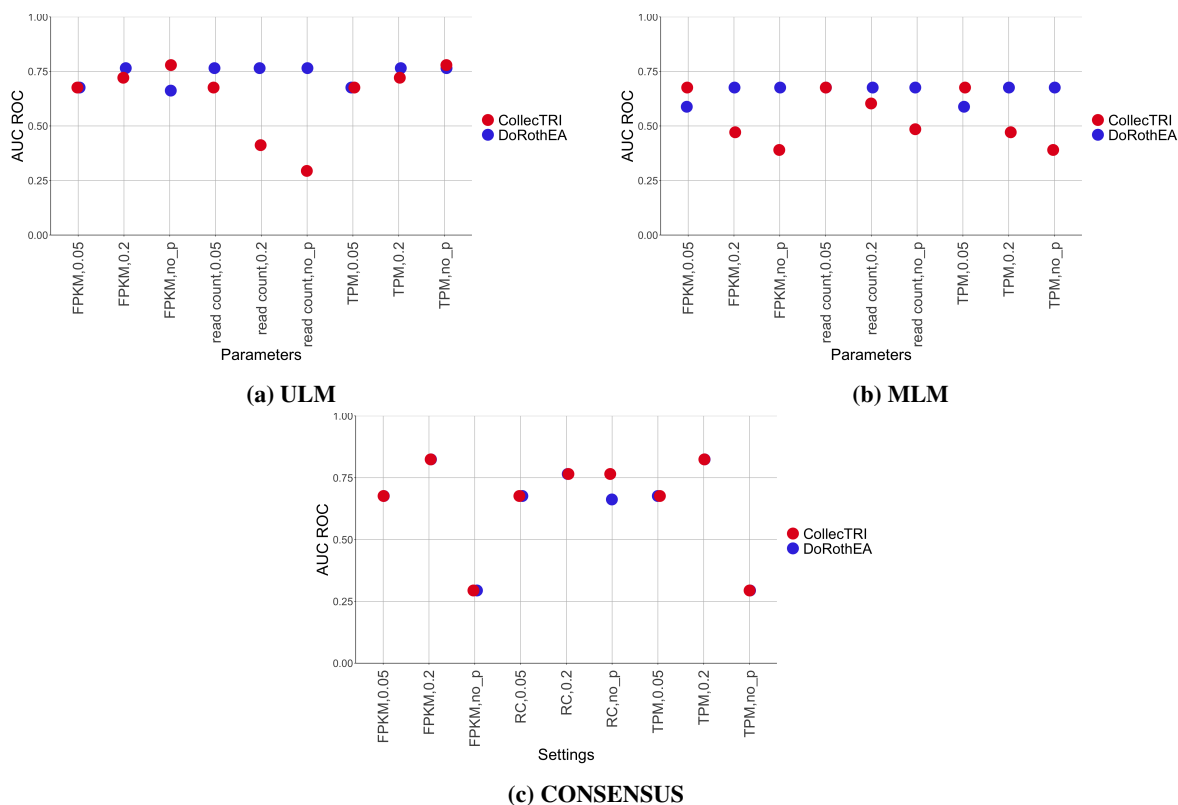 1.00
0.75
0.50
0.25
0.00
AUC ROC
FPKM,0.05
FPKM,0.2
FPKM,no_p
read count,0.05
read count,0.2
read count,no_p
TPM,0.05
TPM,0.2
TPM,no_p
Parameters
CollecTRI
DoRothEA
(a) ULM
1.00
0.75
0.50
0.25
0.00
AUC ROC
FPKM,0.05
FPKM,0.2
FPKM,no_p
read count,0.05
read count,0.2
read count,no_p
TPM,0.05
TPM,0.2
TPM,no_p
Parameters
CollecTRI
DoRothEA
(b) MLM
1.00
0.75
0.50
0.25
0.00
AUC ROC
FPKM,0.05
FPKM,0.2
FPKM,no_p
RC,0.05
RC,0.2
RC,no_p
TPM,0.05
TPM,0.2
TPM,no_p
Settings
CollecTRI
DoRothEA
(c) CONSENSUS